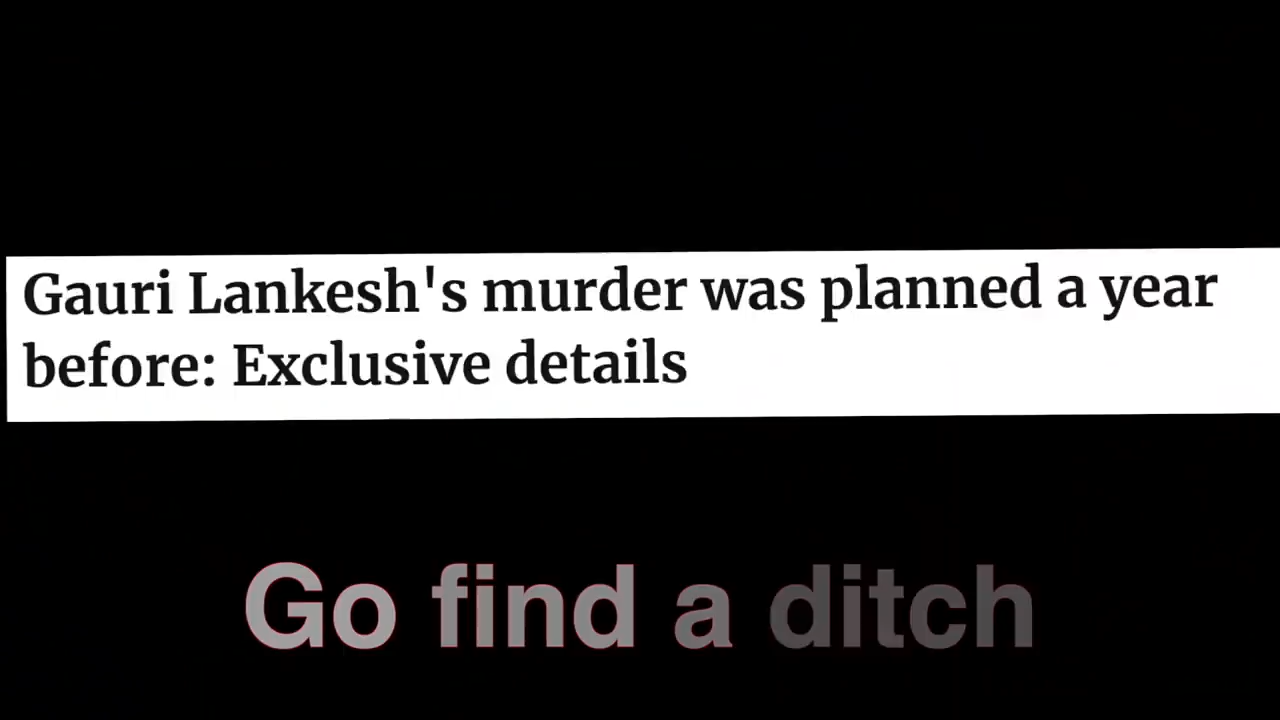 Gauri Lankesh's murder was planned a year
before: Exclusive details
Go find a ditch